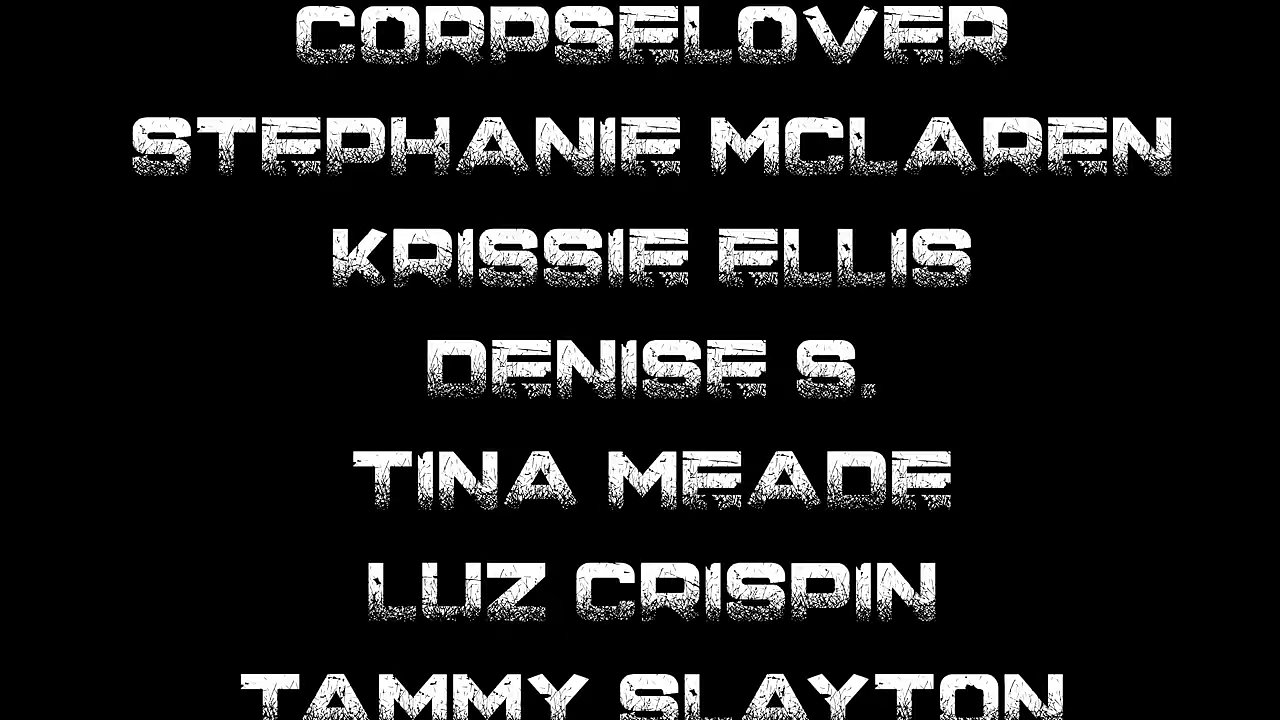 CORPSELOVER
STEPHANIE MCLAREN
KRISSIE ELLIS
DENISE S.
TINA MEADE
LUZ CRISPIN
TAMMY SLAYTON